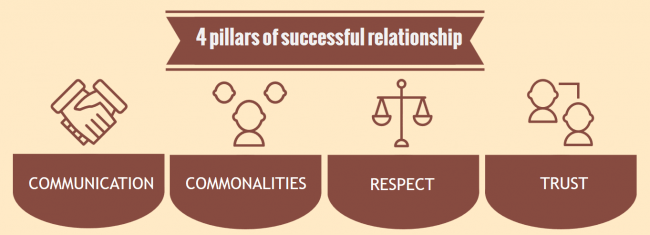 4 pillars of successful relationship
COMMUNICATION
COMMONALITIES
RESPECT
TRUST